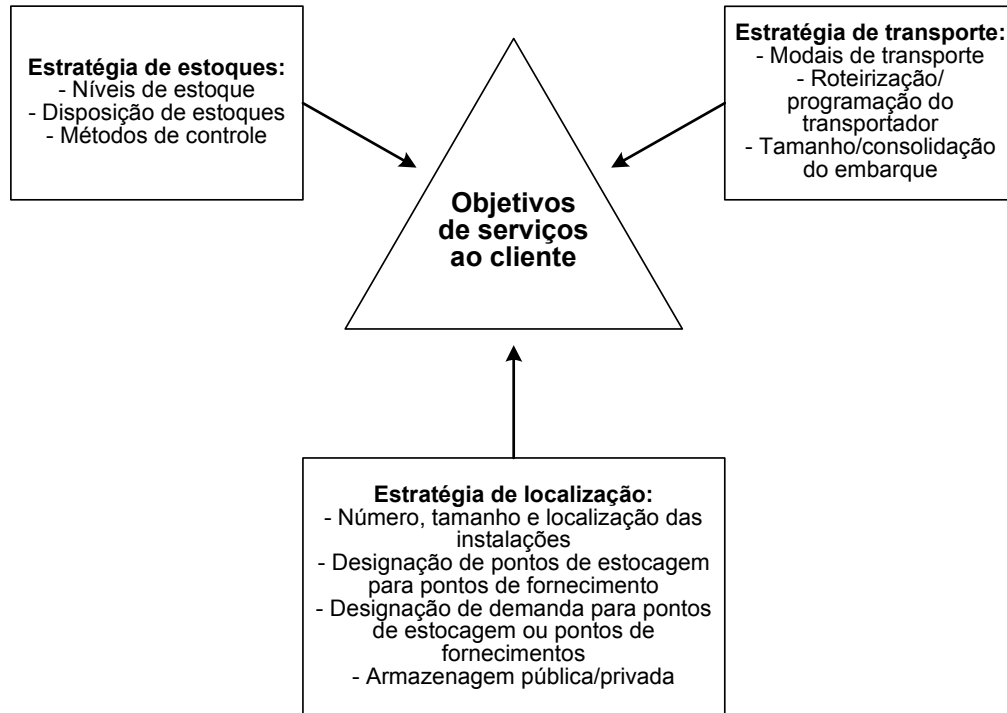 Estratégia de estoques:
- Níveis de estoque
- Disposição de estoques
- Métodos de controle
Estratégia de transporte:
- Modais de transporte
- Roteirização/
programação do
transportador
- Tamanho/consolidação
do embarque
Objetivos
de serviços
ao cliente
Estratégia de localização:
- Número, tamanho e localização das
instalações
- Designação de pontos de estocagem
para pontos de fornecimento
- Designação de demanda para pontos
de estocagem ou pontos de
fornecimentos
- Armazenagem pública/privada